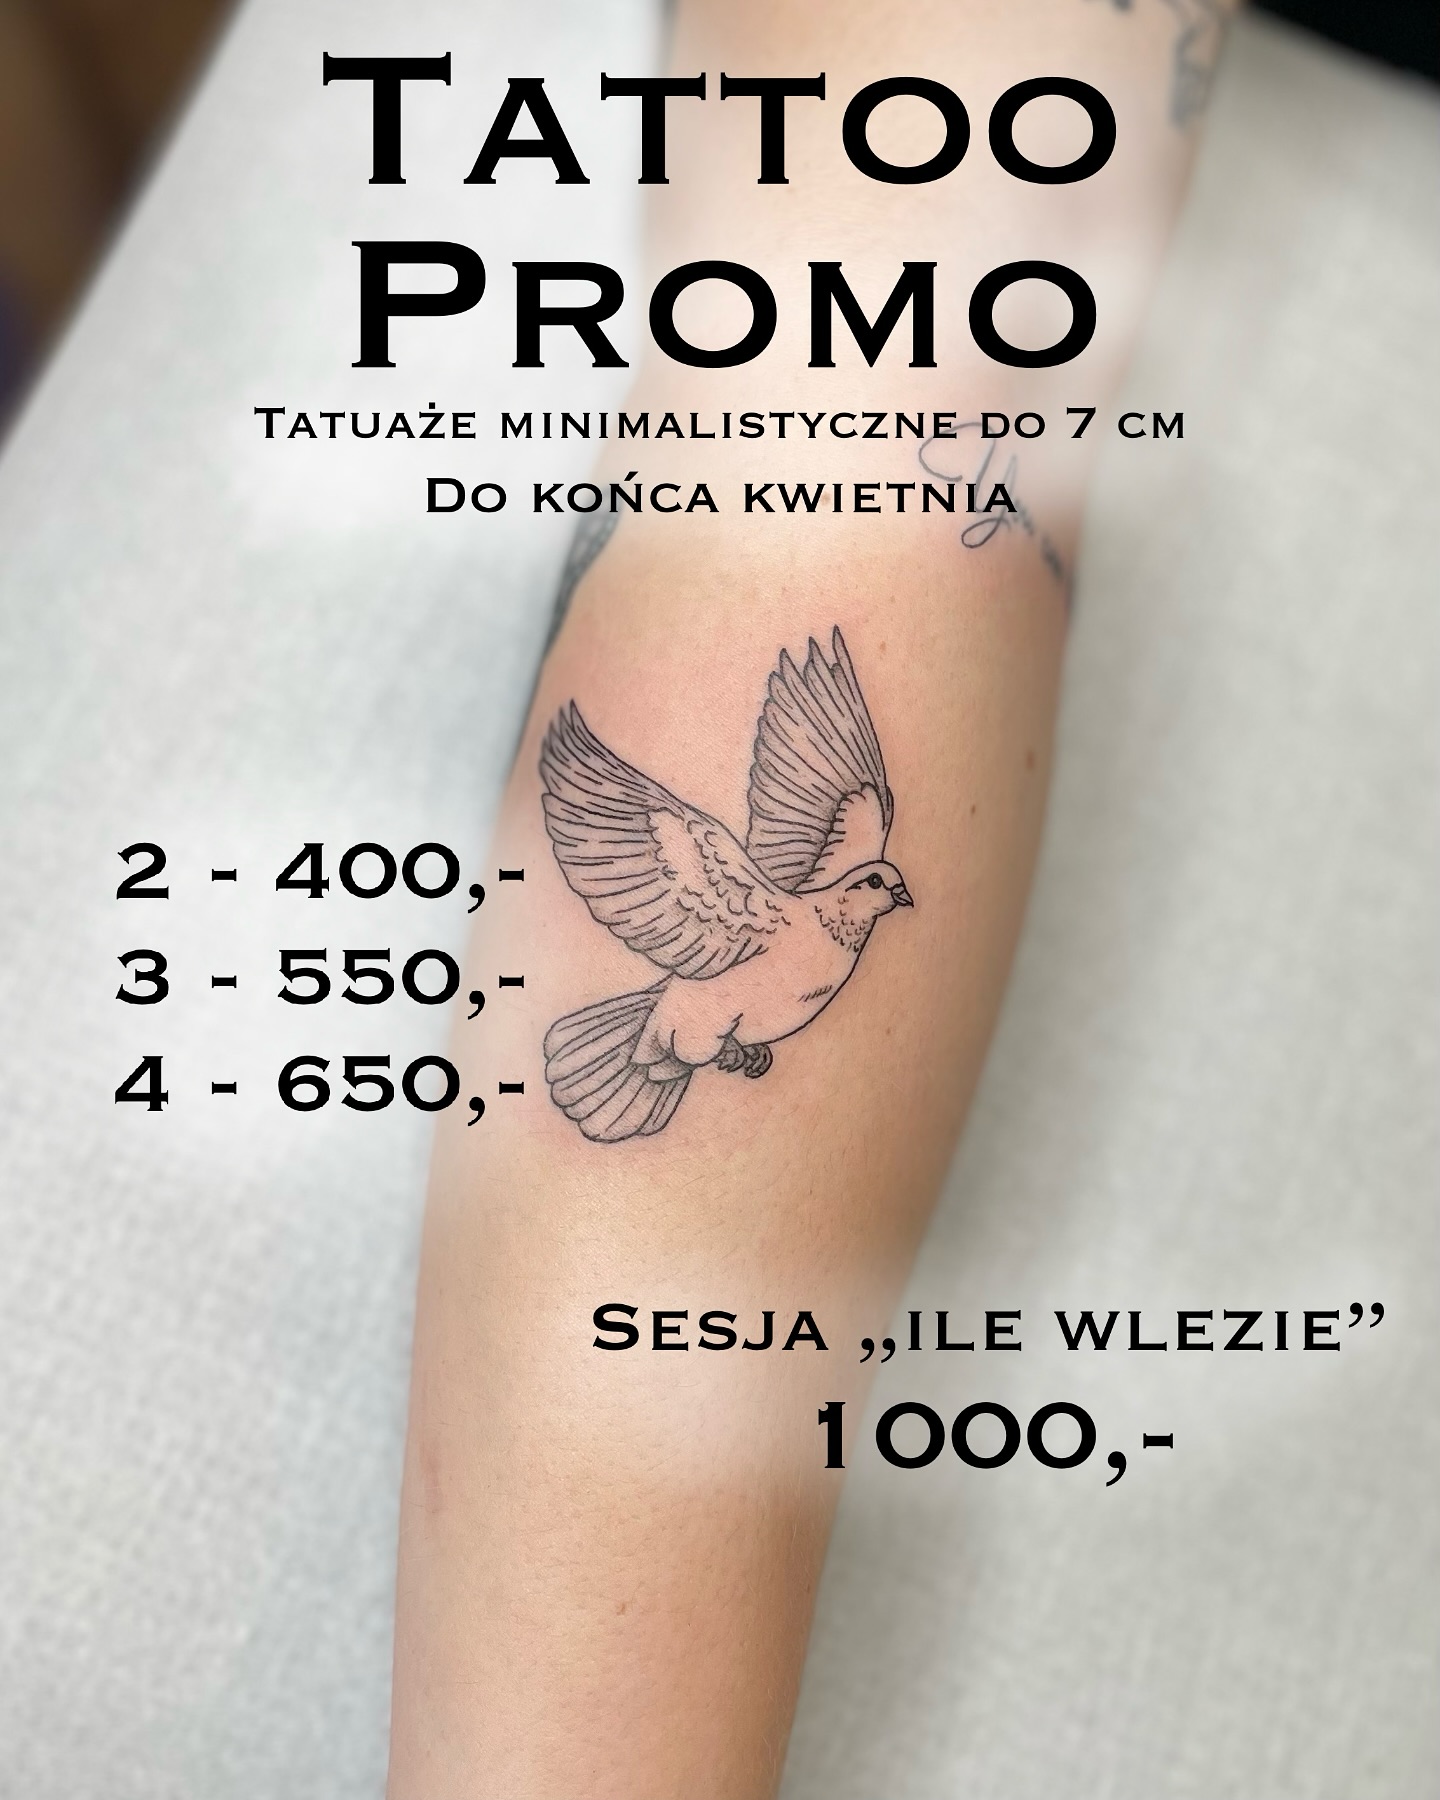 Tattoo
Promo
Tatuaże minimalistyczne do 7 cm
Do końca kwietnia
2 - 400,-
3 - 550,-
4 - 650,-
Sesja „ile wlezie”
1000,-